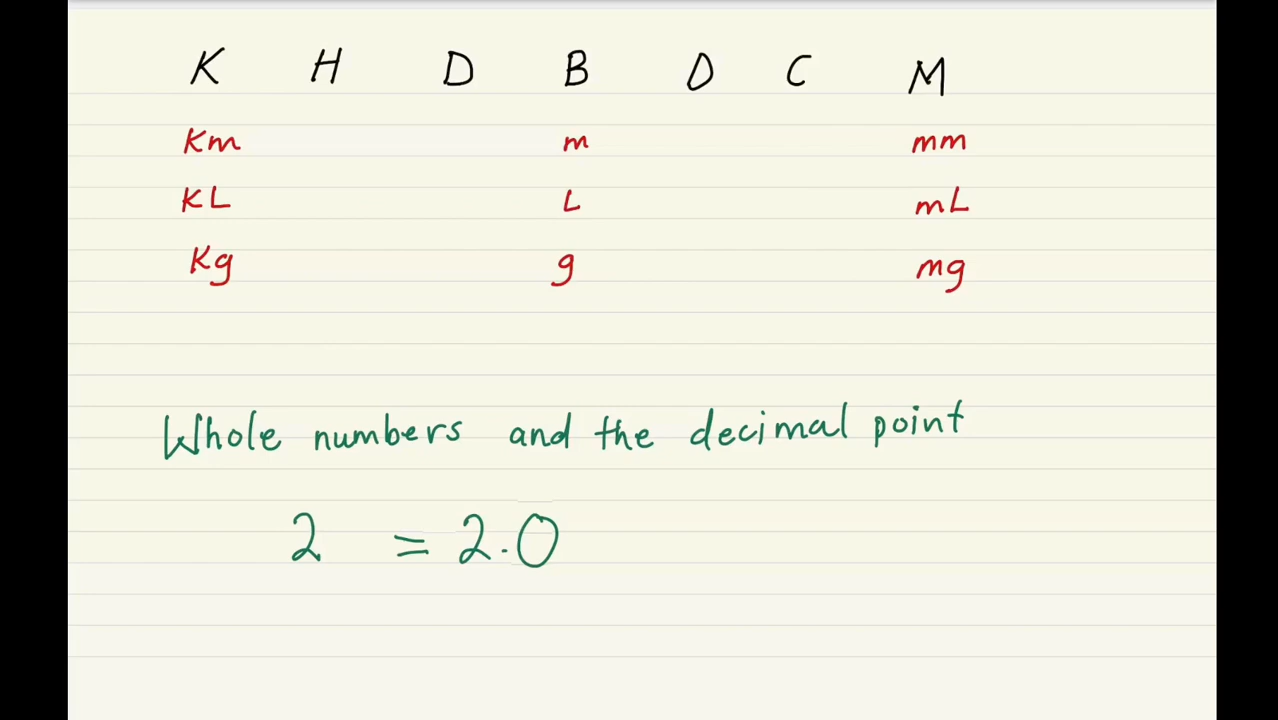 K H D B D C M
Km m mm
KL L mL
Kg g mg
Whole numbers and the decimal point
2 = 2.0